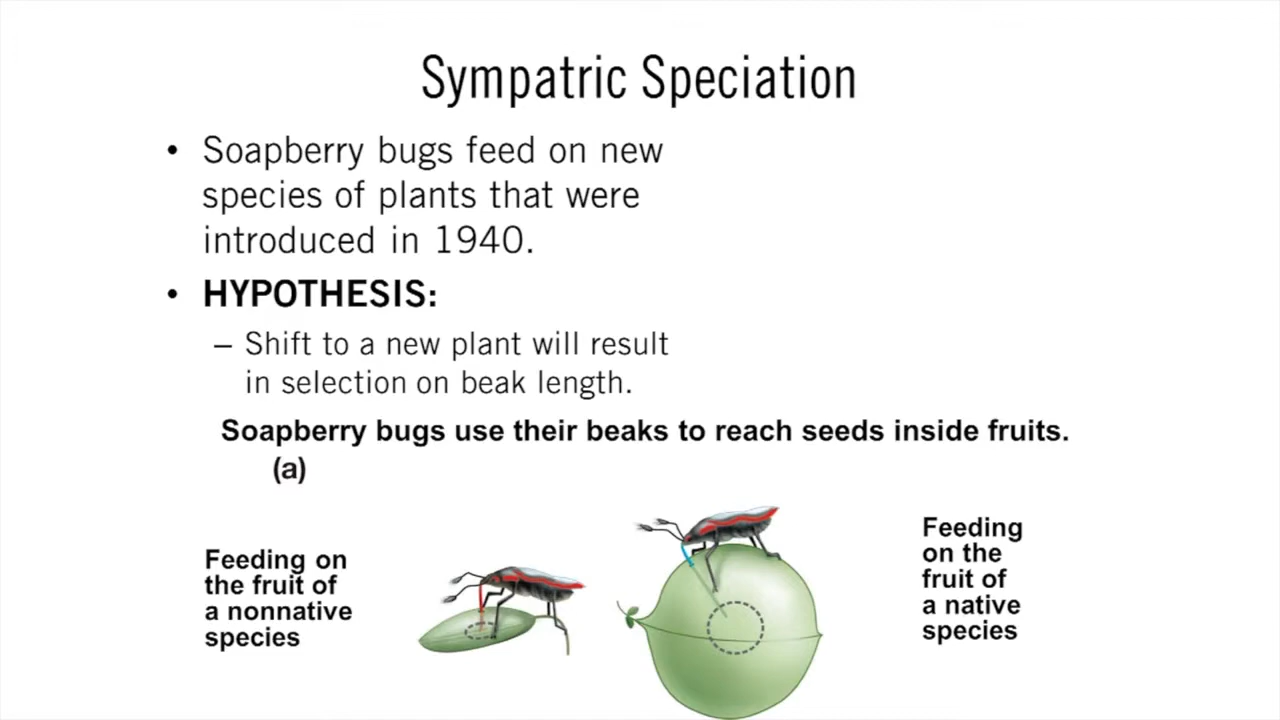 Sympatric Speciation
• Soapberry bugs feed on new
species of plants that were
introduced in 1940.
• HYPOTHESIS:
– Shift to a new plant will result
in selection on beak length.
Soapberry bugs use their beaks to reach seeds inside fruits.
(a)
Feeding on
the fruit of
a nonnative
species
Feeding
on the
fruit of
a native
species